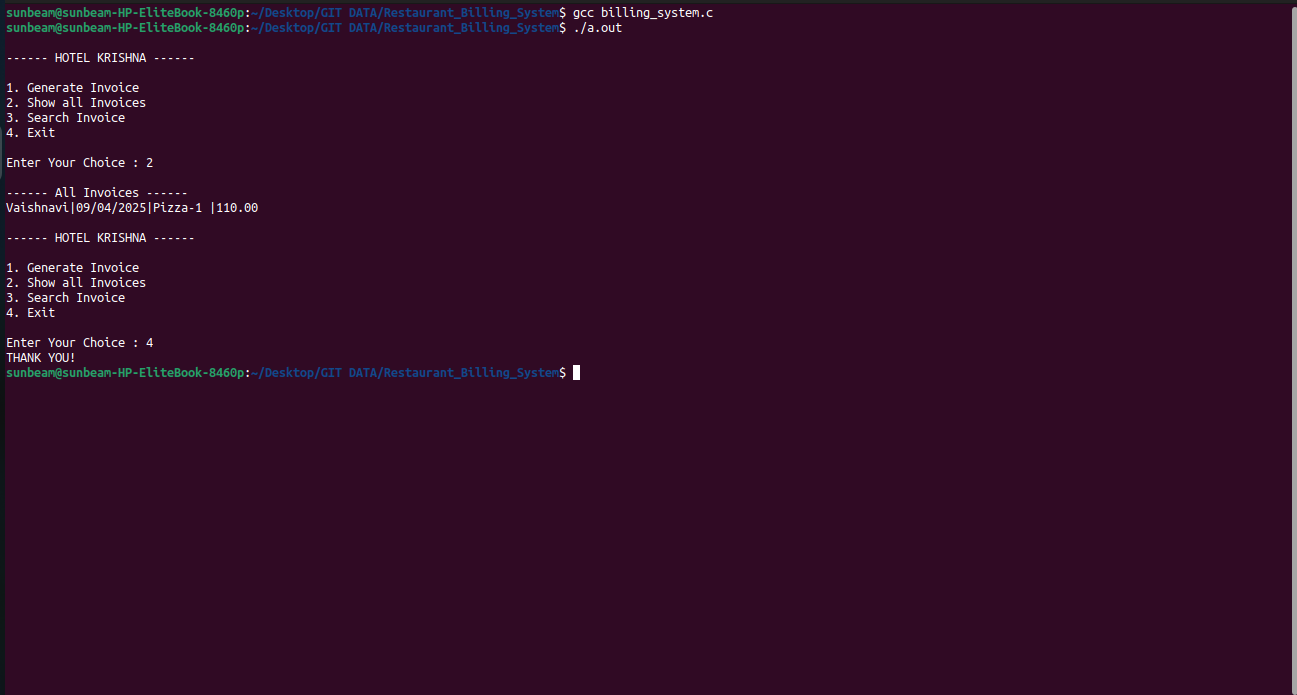 sunbeam@sunbeam-HP-EliteBook-8460p:~/Desktop/GIT DATA/Restaurant_Billing_System$ gcc billing_system.c
sunbeam@sunbeam-HP-EliteBook-8460p:~/Desktop/GIT DATA/Restaurant_Billing_System$ ./a.out
------ HOTEL KRISHNA ------
1. Generate Invoice
2. Show all Invoices
3. Search Invoice
4. Exit
Enter Your Choice : 2
------ All Invoices ------
Vaishnavi|09/04/2025|Pizza-1 |110.00
------ HOTEL KRISHNA ------
1. Generate Invoice
2. Show all Invoices
3. Search Invoice
4. Exit
Enter Your Choice : 4
THANK YOU!
sunbeam@sunbeam-HP-EliteBook-8460p:~/Desktop/GIT DATA/Restaurant_Billing_System$